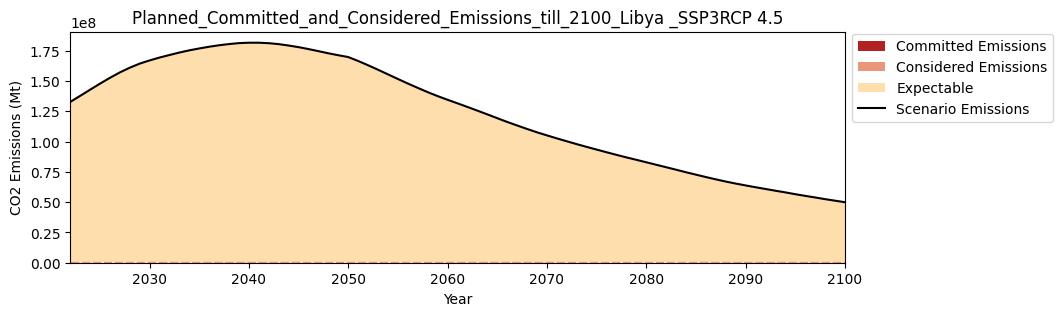 Planned_Committed_and_Considered_Emissions_till_2100_Libya _SSP3RCP 4.5
1e8
1.75
1.50
1.25
1.00
0.75
0.50
0.25
0.00
CO2 Emissions (Mt)
2030 2040 2050 2060 2070 2080 2090 2100
Year
Committed Emissions
Considered Emissions
Expectable
Scenario Emissions